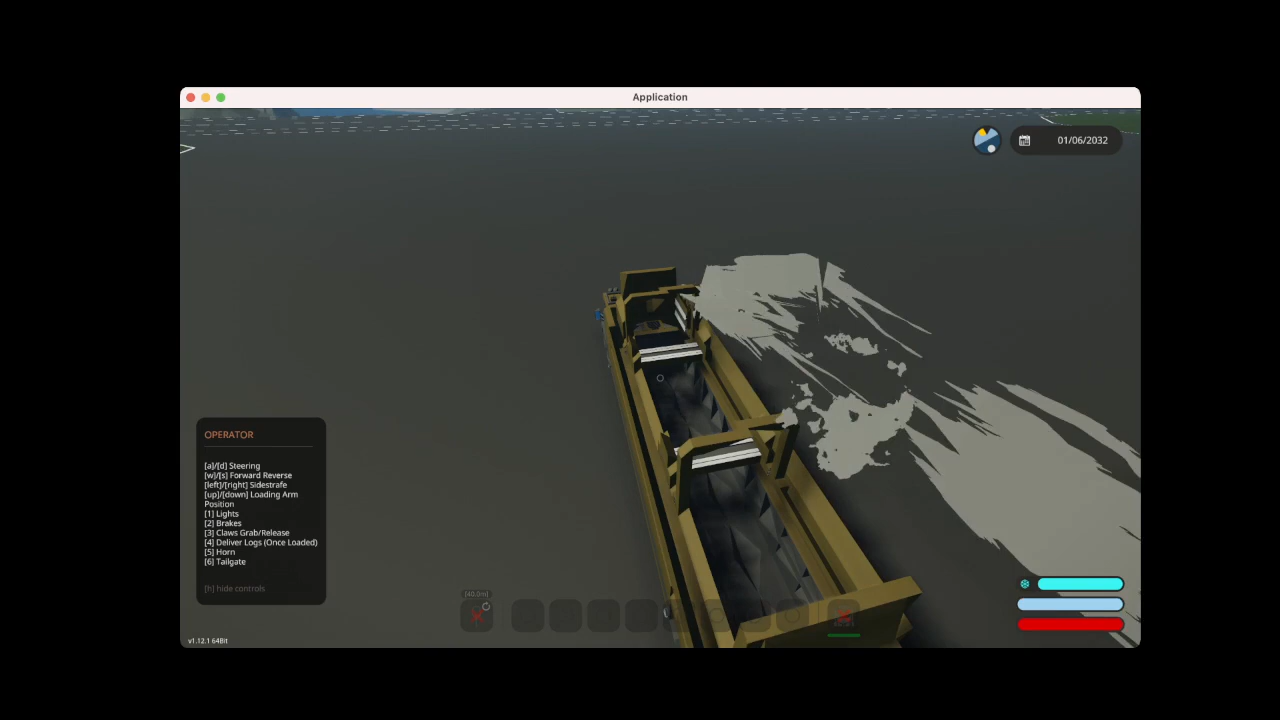 Application
01/06/2032
OPERATOR
[a]/[d] Steering
[w]/[s] Forward Reverse
[left]/[right] Sidestrafe
[up]/[down] Loading Arm
Position
[1] Lights
[2] Brakes
[3] Claws Grab/Release
[4] Deliver Logs (Once Loaded)
[5] Horn
[6] Tailgate
[h] hide controls
[40.0m]
v1.12.1 64Bit